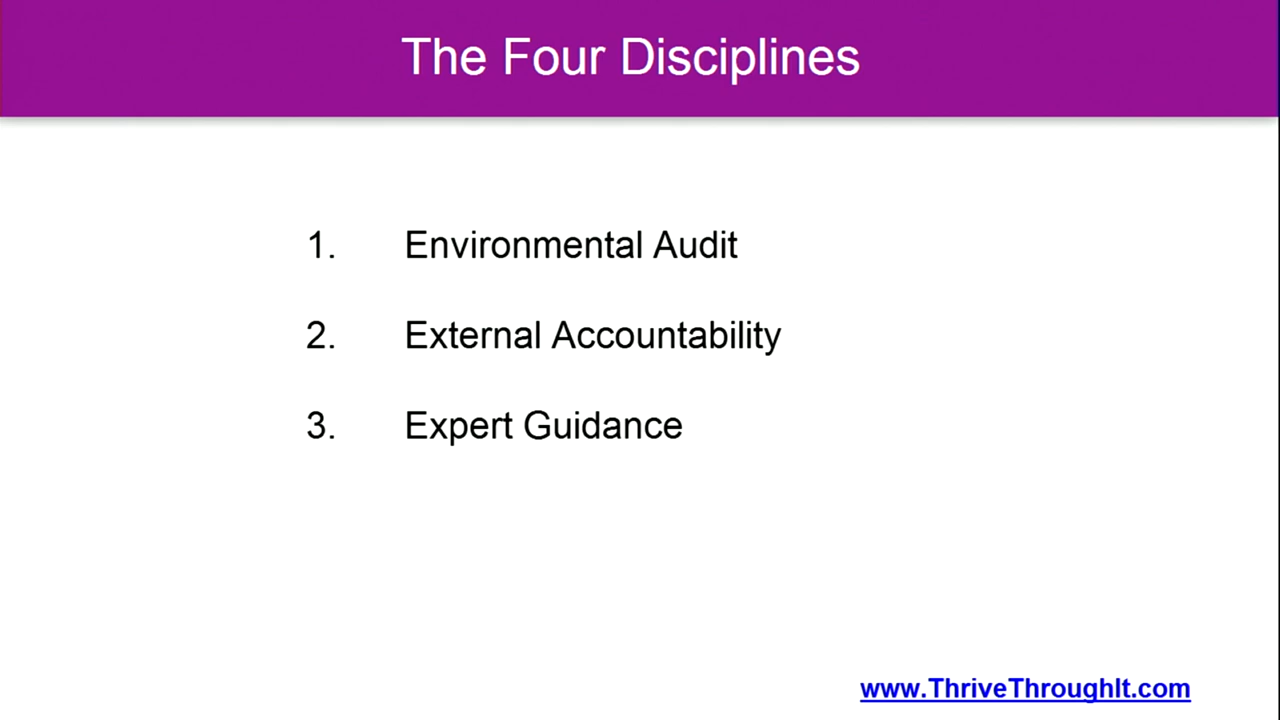 The Four Disciplines
1. Environmental Audit
2. External Accountability
3. Expert Guidance
www.ThriveThroughIt.com